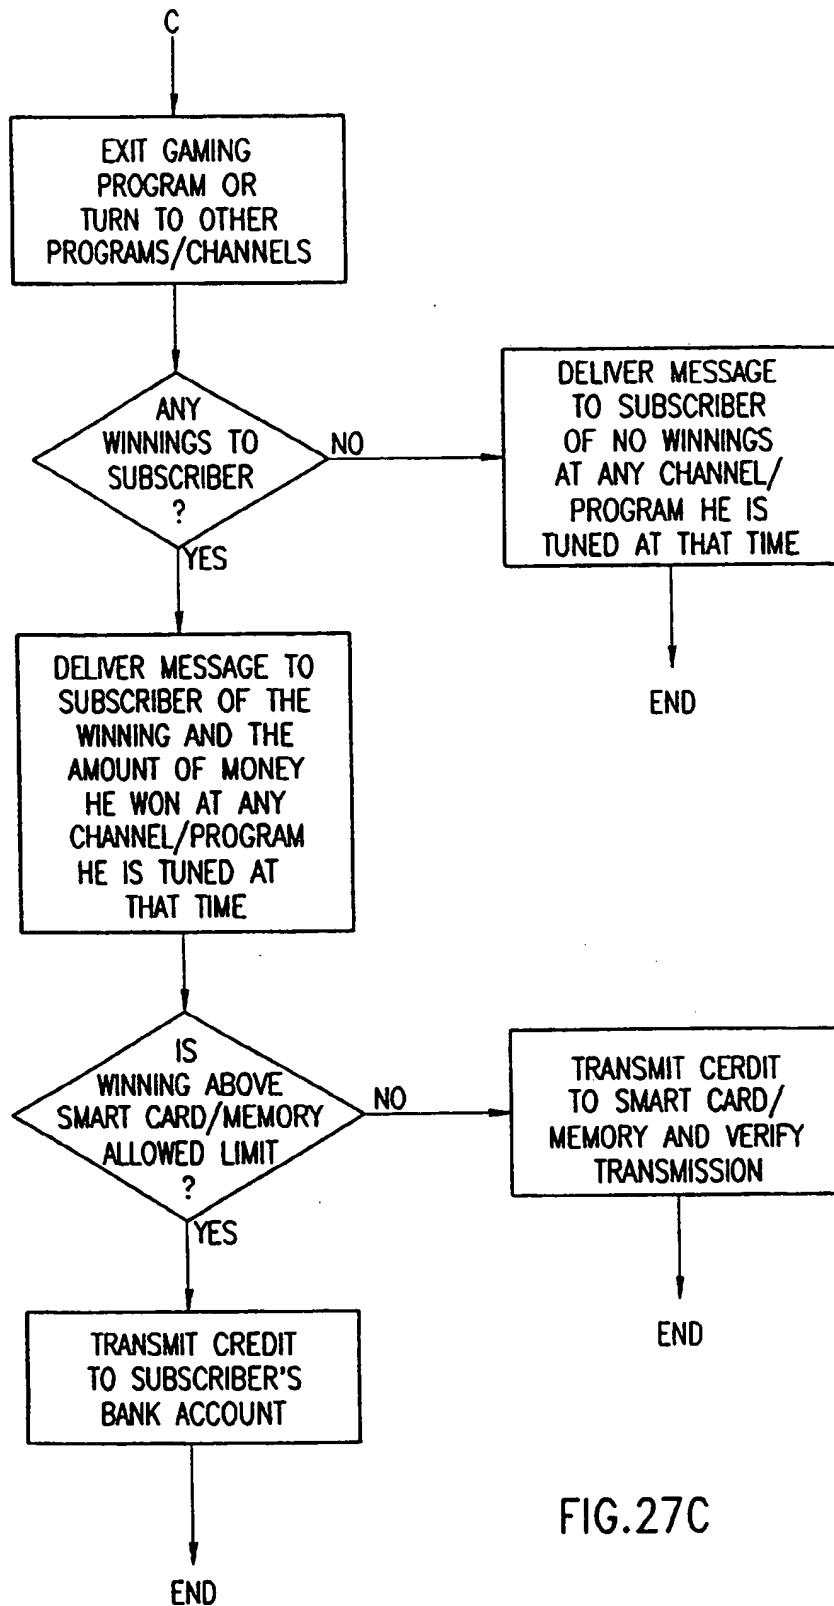 C
EXIT GAMING
PROGRAM OR
TURN TO OTHER
PROGRAMS/CHANNELS
ANY
WINNINGS TO
SUBSCRIBER
?
NO
DELIVER MESSAGE
TO SUBSCRIBER
OF NO WINNINGS
AT ANY CHANNEL/
PROGRAM HE IS
TUNED AT THAT TIME
END
YES
DELIVER MESSAGE TO
SUBSCRIBER OF THE
WINNING AND THE
AMOUNT OF MONEY
HE WON AT ANY
CHANNEL/PROGRAM
HE IS TUNED AT
THAT TIME
IS
WINNING ABOVE
SMART CARD/MEMORY
ALLOWED LIMIT
?
NO
TRANSMIT CERDIT
TO SMART CARD/
MEMORY AND VERIFY
TRANSMISSION
END
YES
TRANSMIT CREDIT
TO SUBSCRIBER'S
BANK ACCOUNT
END
FIG.27C